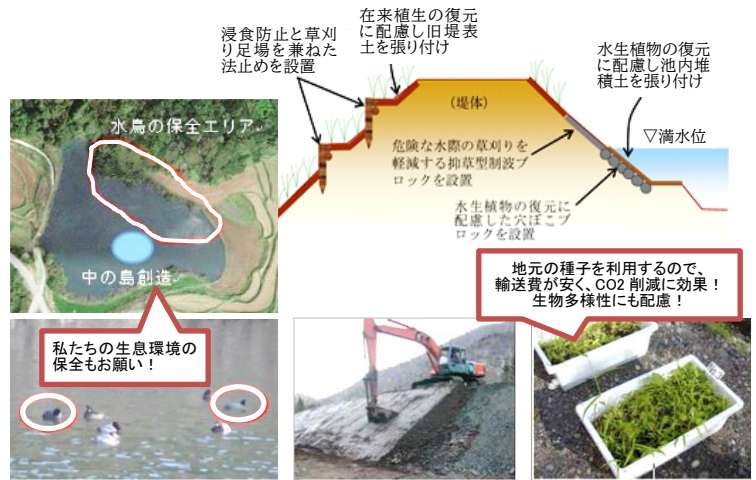 浸食防止と草刈
り足場を兼ねた
法止めを設置
在来植生の復元
に配慮し旧堤表
土を張り付け
水生植物の復元
に配慮し池内堆
積土を張り付け
(堤体)
▽満水位
危険な水際の草刈りを
軽減する抑草型制波ブ
ロックを設置
水生植物の復元に
配慮した穴ぼこブ
ロックを設置
水鳥の保全エリア
中の島創造
地元の種子を利用するので、
輸送費が安く、CO2 削減に効果！
生物多様性にも配慮！
私たちの生息環境の
保全もお願い！